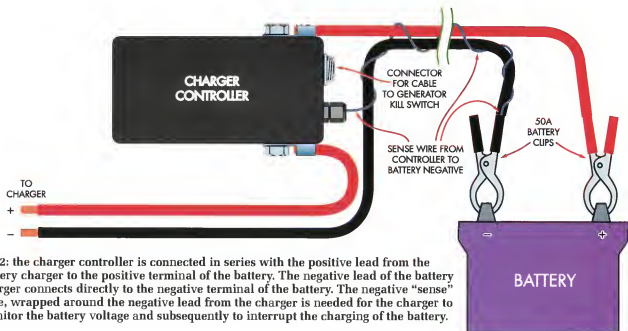 CHARGER
CONTROLLER
CONNECTOR
FOR CABLE
TO GENERATOR
KILL SWITCH
50A
BATTERY
CLIPS
SENSE WIRE FROM
CONTROLLER TO
BATTERY NEGATIVE
TO
CHARGER
+
–
– +
BATTERY
2: the charger controller is connected in series with the positive lead from the
ery charger to the positive terminal of the battery. The negative lead of the battery
rger connects directly to the negative terminal of the battery. The negative “sense”
e, wrapped around the negative lead from the charger is needed for the charger to
nitor the battery voltage and subsequently to interrupt the charging of the battery.